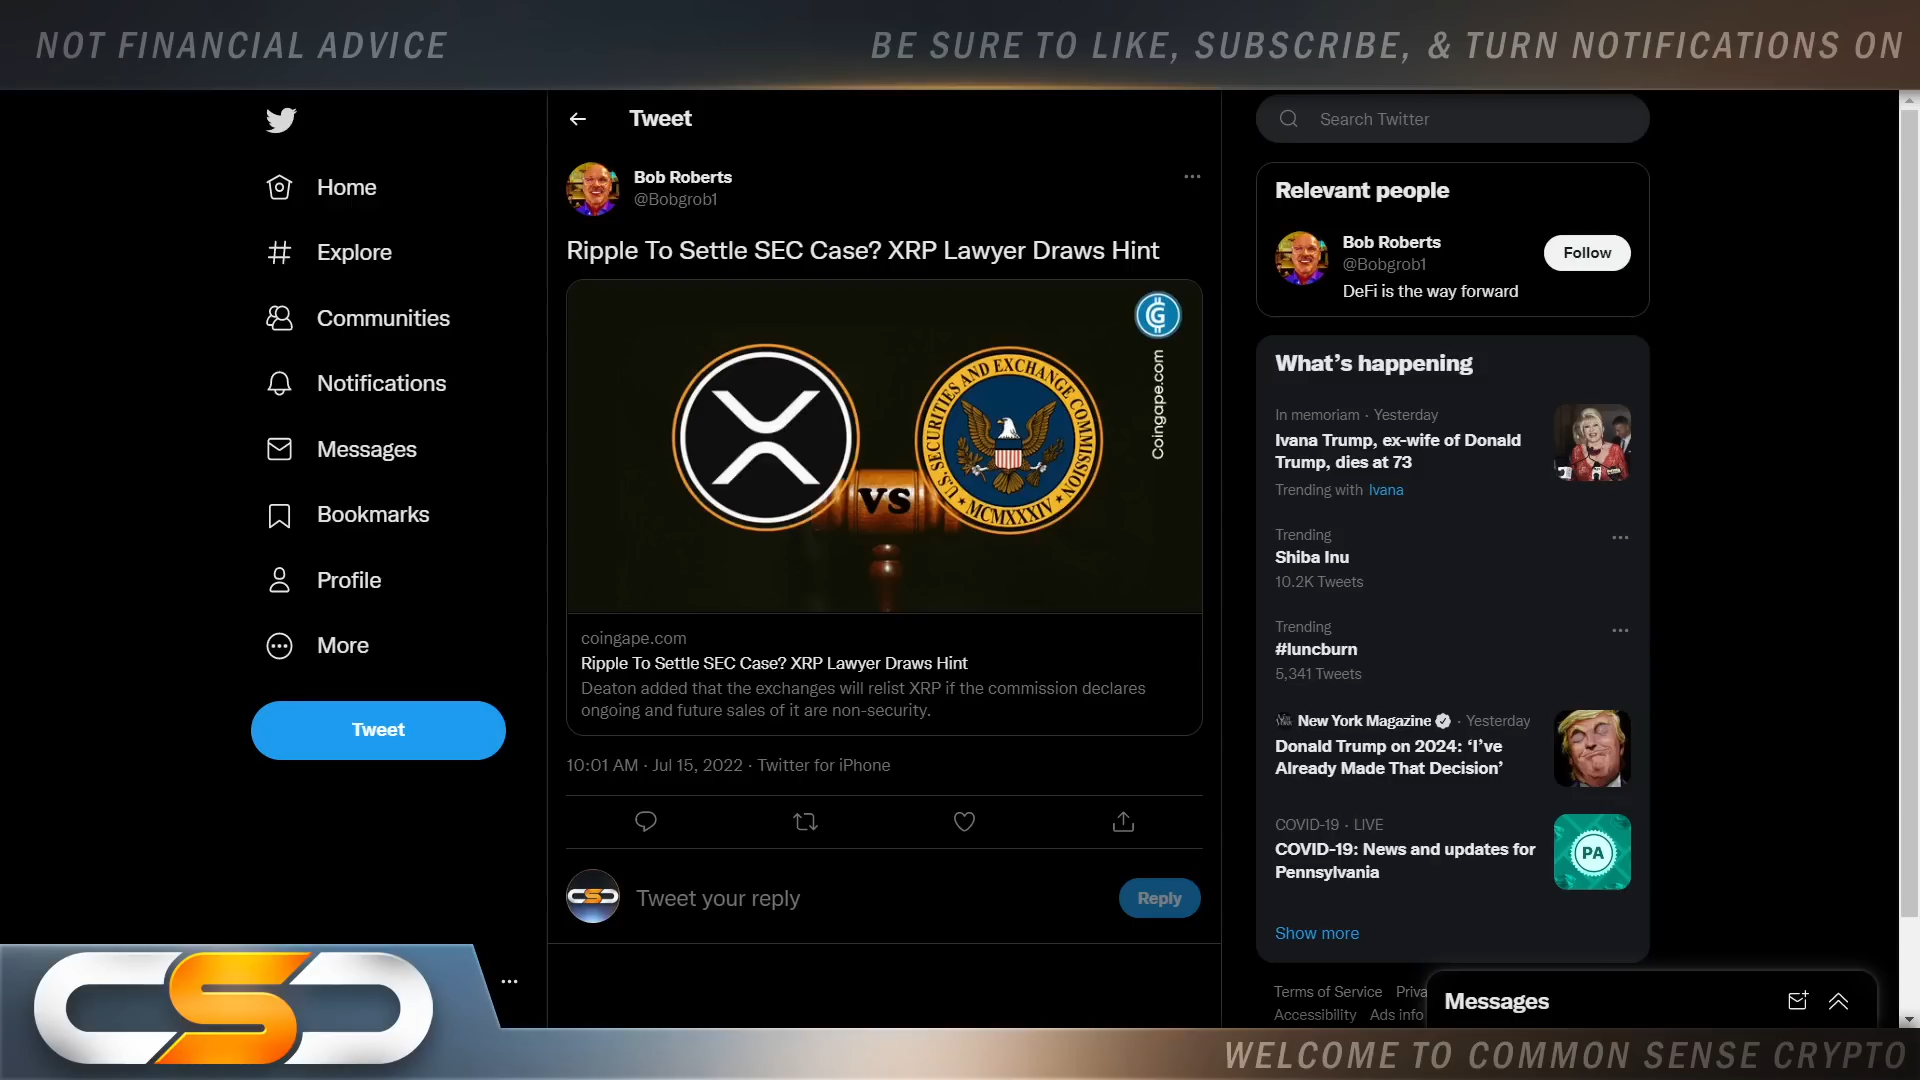 NOT FINANCIAL ADVICE
BE SURE TO LIKE, SUBSCRIBE, & TURN NOTIFICATIONS ON
Home
Explore
Communities
Notifications
Messages
Bookmarks
Profile
More
Tweet
Tweet
Bob Roberts
@Bobgrob1
Ripple To Settle SEC Case? XRP Lawyer Draws Hint
Coingape.com
U.S. SECURITIES AND EXCHANGE COMMISSION
MCMXXXIV
VS
coingape.com
Ripple To Settle SEC Case? XRP Lawyer Draws Hint
Deaton added that the exchanges will relist XRP if the commission declares
ongoing and future sales of it are non-security.
10:01 AM · Jul 15, 2022 · Twitter for iPhone
CSC
Tweet your reply
Reply
Search Twitter
Relevant people
Bob Roberts
@Bobgrob1
Follow
DeFi is the way forward
What's happening
In memoriam · Yesterday
Ivana Trump, ex-wife of Donald
Trump, dies at 73
Trending with Ivana
Trending
Shiba Inu
10.2K Tweets
Trending
#luncburn
5,341 Tweets
New York Magazine · Yesterday
Donald Trump on 2024: ‘I’ve
Already Made That Decision’
COVID-19 · LIVE
COVID-19: News and updates for
Pennsylvania
PA
Show more
Terms of Service Priva
Accessibility Ads info
Messages
CSC
WELCOME TO COMMON SENSE CRYPTO